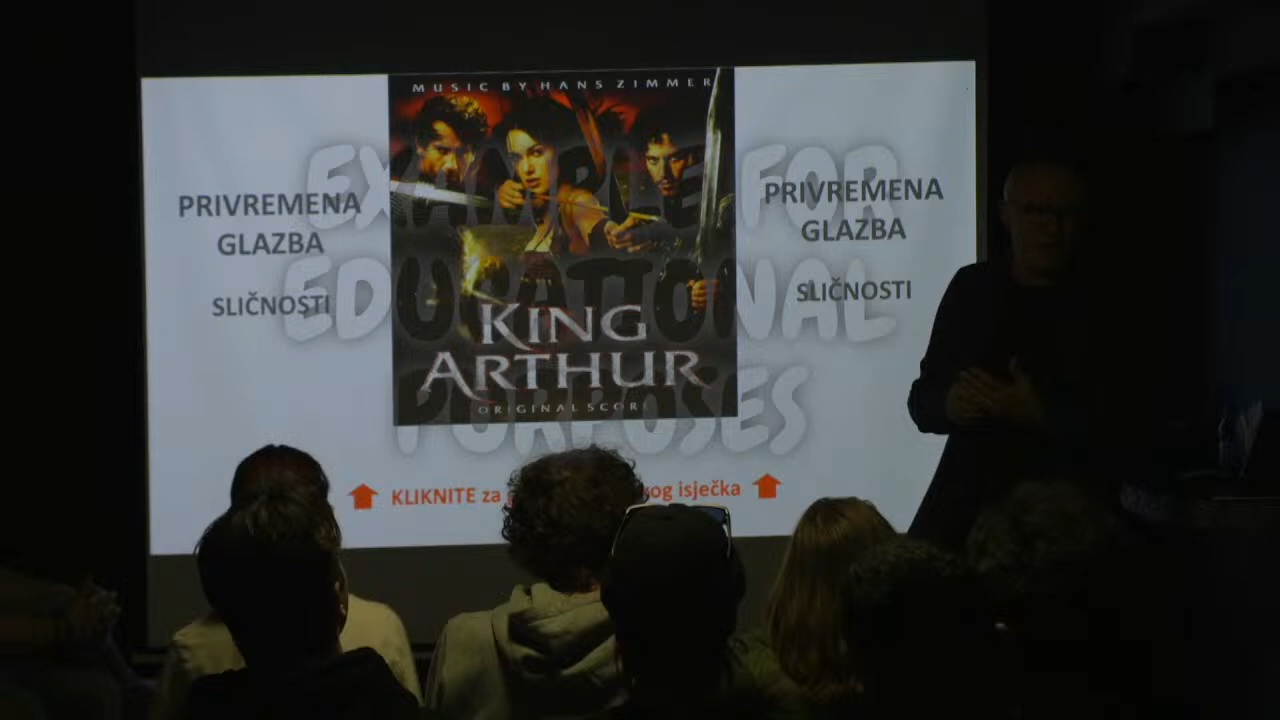 MUSIC BY HANS ZIMMER
EXAMPLE FOR
EDUCATIONAL
PURPOSES
PRIVREMENA
GLAZBA
SLIČNOSTI
KING
ARTHUR
ORIGINAL SCORE
PRIVREMENA
GLAZBA
SLIČNOSTI
KLIKNITE za isječka